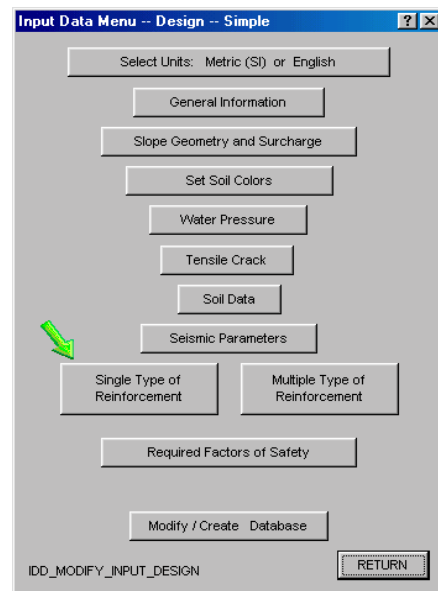 Input Data Menu -- Design -- Simple
Select Units: Metric (SI) or English
General Information
Slope Geometry and Surcharge
Set Soil Colors
Water Pressure
Tensile Crack
Soil Data
Seismic Parameters
Single Type of
Reinforcement
Multiple Type of
Reinforcement
Required Factors of Safety
Modify / Create Database
IDD_MODIFY_INPUT_DESIGN
RETURN